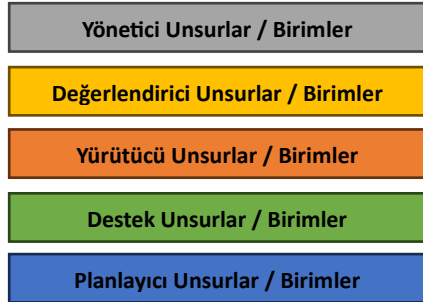 Yönetici Unsurlar / Birimler
Değerlendirici Unsurlar / Birimler
Yürütücü Unsurlar / Birimler
Destek Unsurlar / Birimler
Planlayıcı Unsurlar / Birimler